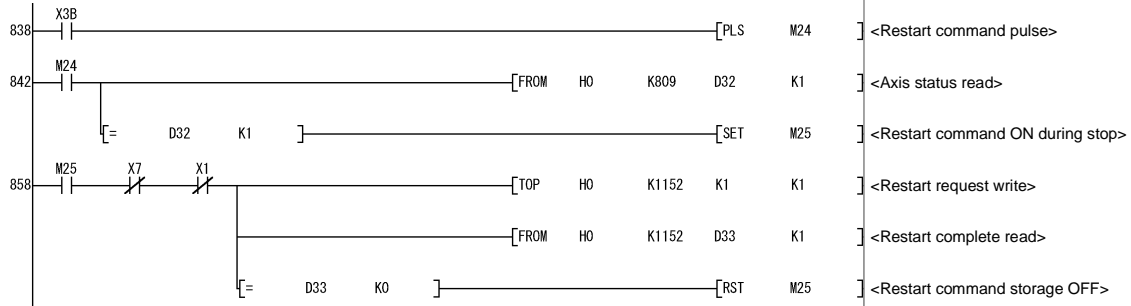 X3B
838 [PLS M24 ] <Restart command pulse>
M24
842 [FROM H0 K809 D32 K1 ] <Axis status read>
[= D32 K1 ] [SET M25 ] <Restart command ON during stop>
M25 X7 X1
858 [TOP H0 K1152 K1 K1 ] <Restart request write>
[FROM H0 K1152 D33 K1 ] <Restart complete read>
[= D33 K0 ] [RST M25 ] <Restart command storage OFF>